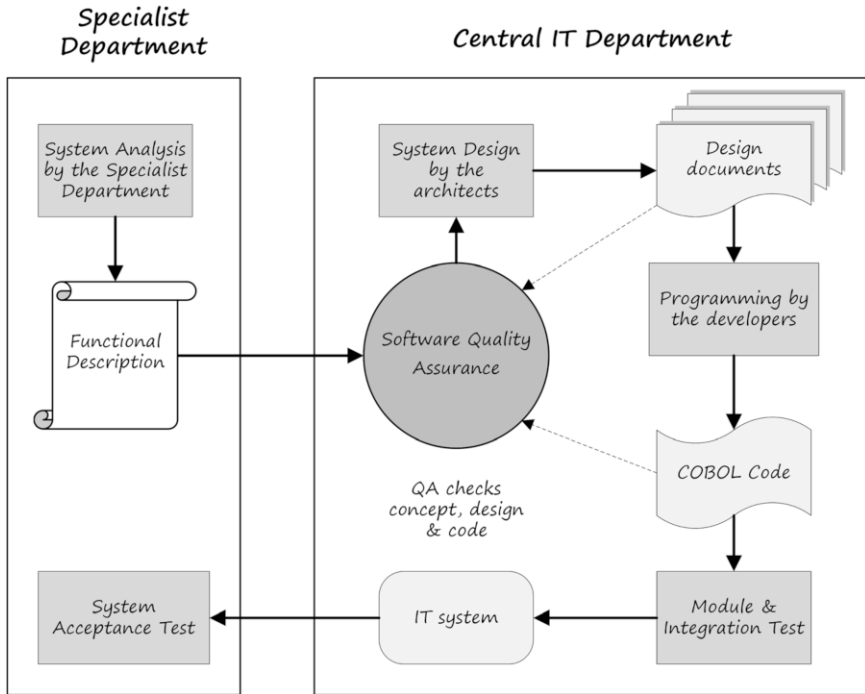 Specialist
Department
Central IT Department
System Analysis
by the Specialist
Department
Functional
Description
System
Acceptance Test
System Design
by the
architects
Design
documents
Software Quality
Assurance
Programming by
the developers
COBOL Code
QA checks
concept, design
& code
IT system
Module &
Integration Test